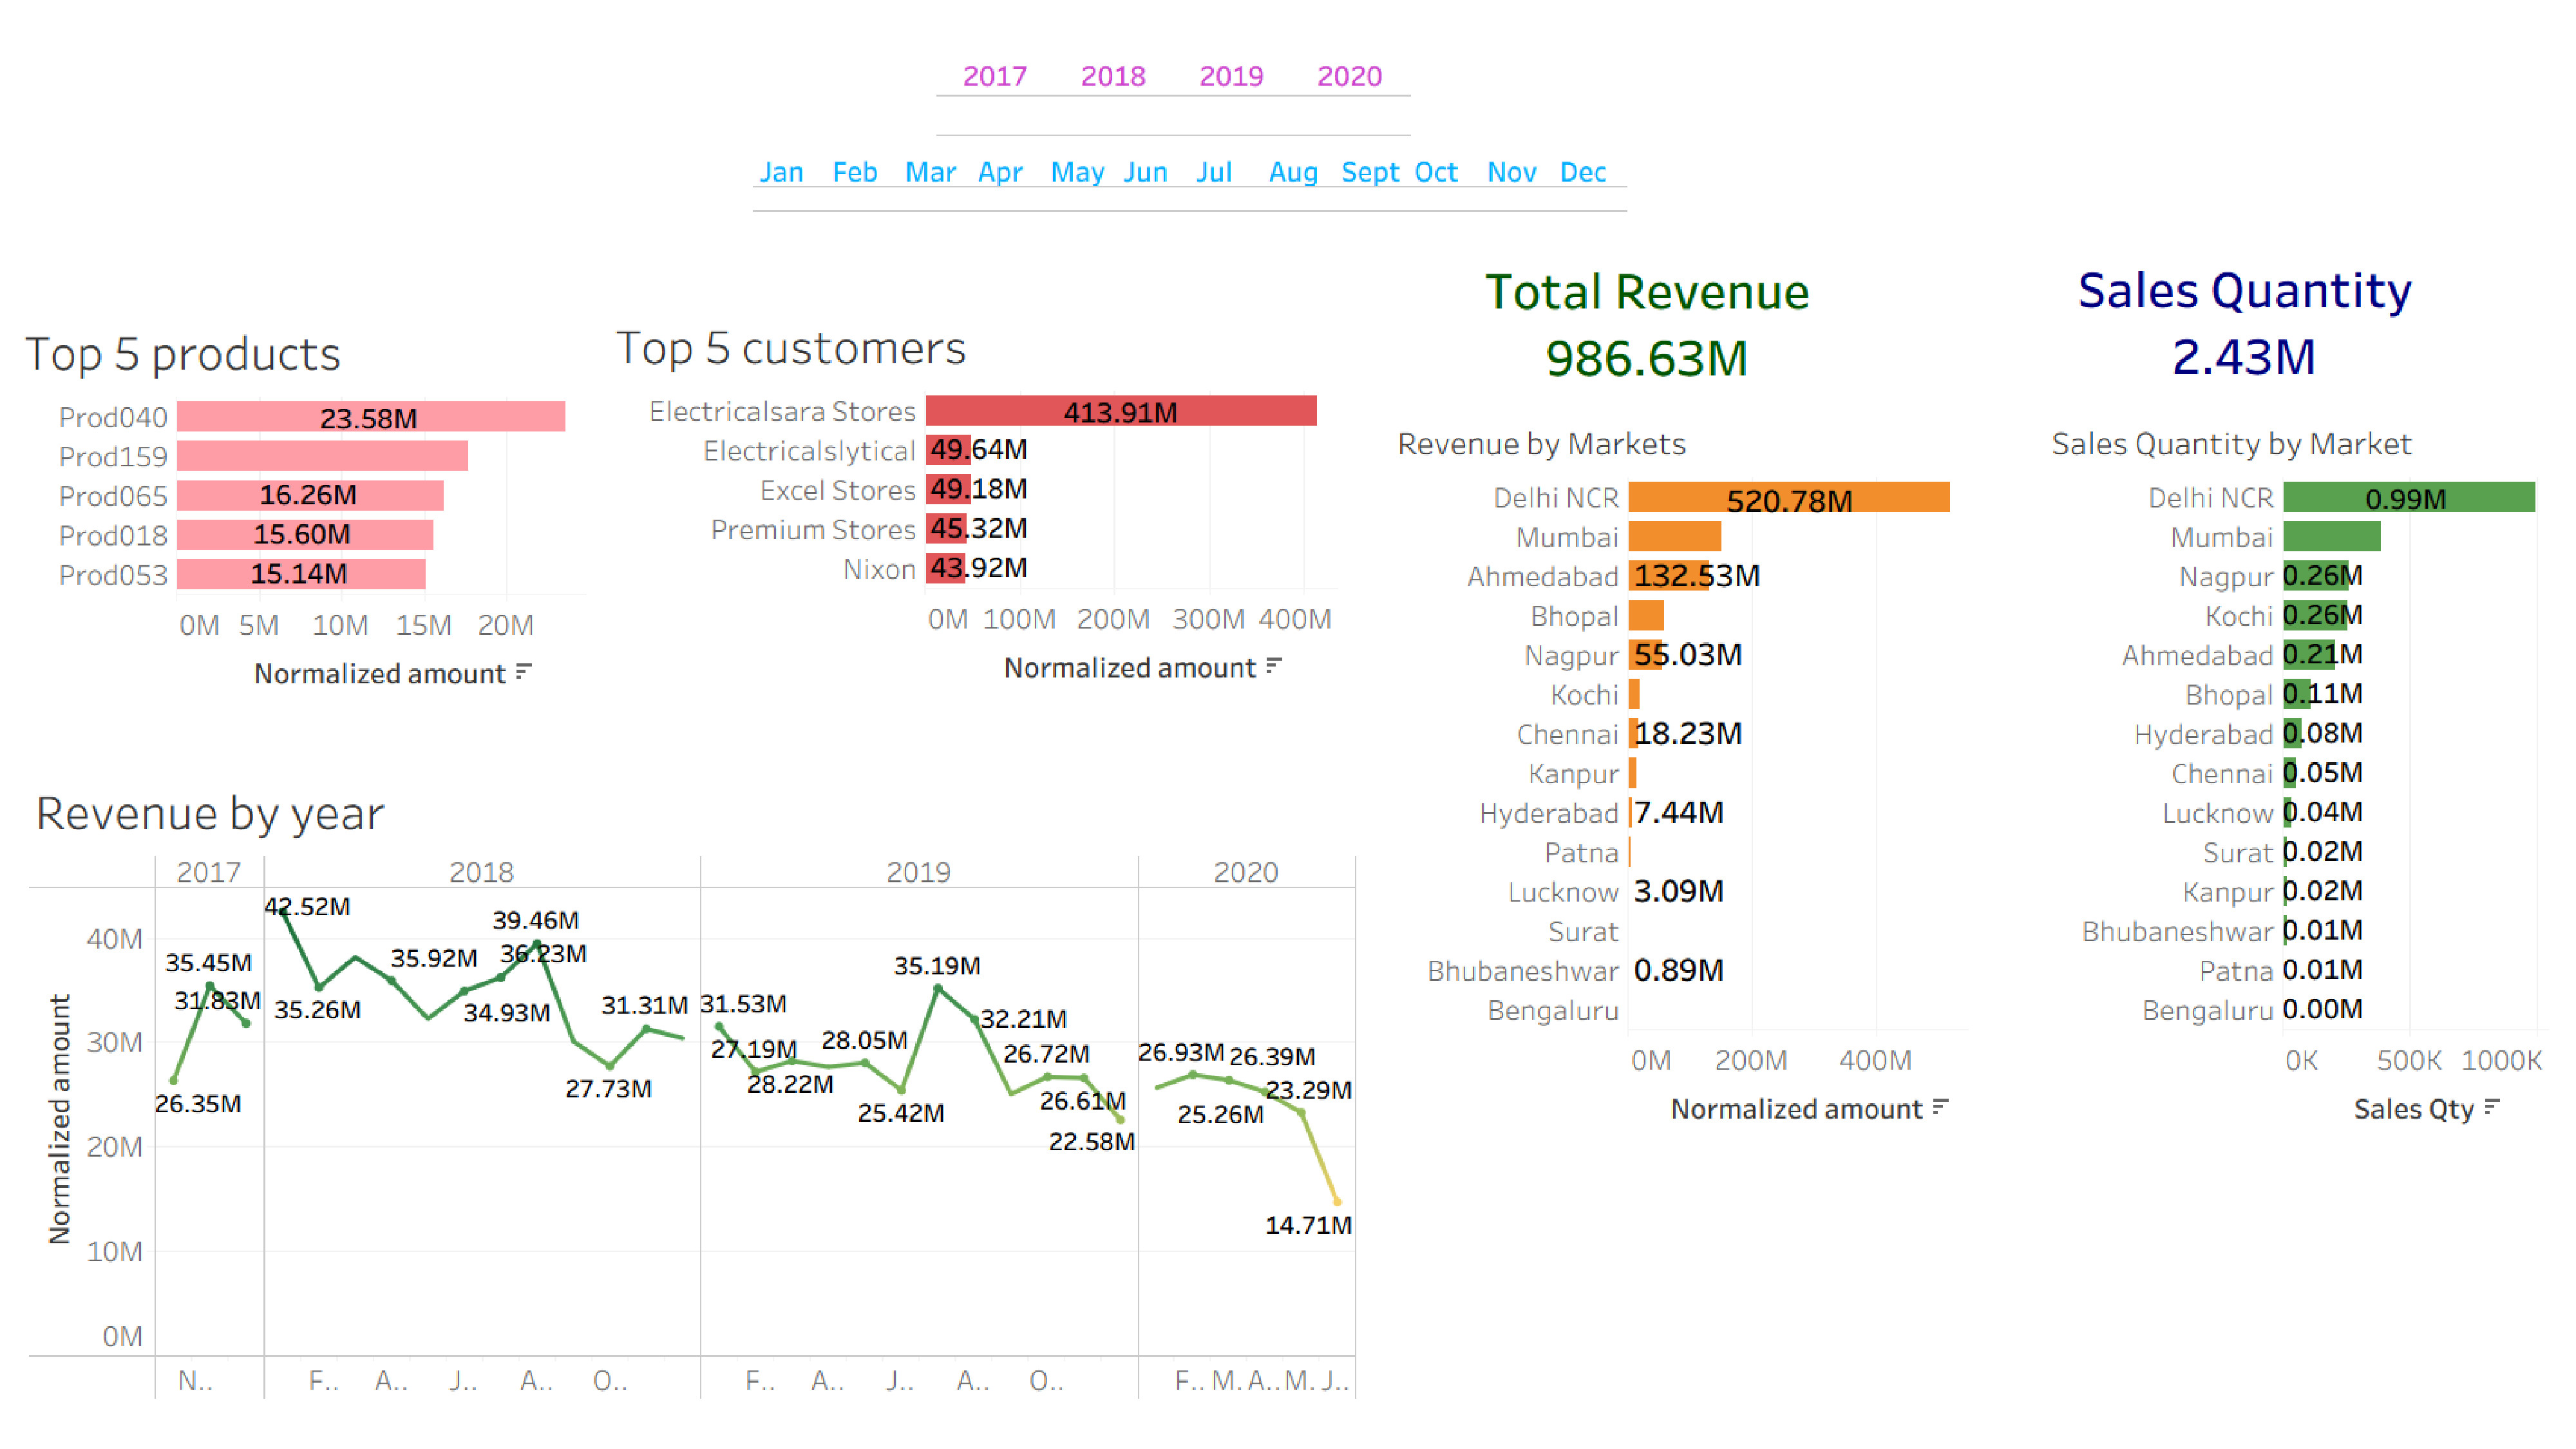 2017 2018 2019 2020
Jan Feb Mar Apr May Jun Jul Aug Sept Oct Nov Dec
Total Revenue
986.63M
Sales Quantity
2.43M
Top 5 products
Prod040 23.58M
Prod159
Prod065 16.26M
Prod018 15.60M
Prod053 15.14M
0M 5M 10M 15M 20M
Normalized amount
Top 5 customers
Electricalsara Stores 413.91M
Electricalslytical 49.64M
Excel Stores 49.18M
Premium Stores 45.32M
Nixon 43.92M
0M 100M 200M 300M 400M
Normalized amount
Revenue by Markets
Delhi NCR 520.78M
Mumbai
Ahmedabad 132.53M
Bhopal
Nagpur 55.03M
Kochi
Chennai 18.23M
Kanpur
Hyderabad 7.44M
Patna
Lucknow 3.09M
Surat
Bhubaneshwar 0.89M
Bengaluru
0M 200M 400M
Normalized amount
Sales Quantity by Market
Delhi NCR 0.99M
Mumbai
Nagpur 0.26M
Kochi 0.26M
Ahmedabad 0.21M
Bhopal 0.11M
Hyderabad 0.08M
Chennai 0.05M
Lucknow 0.04M
Surat 0.02M
Kanpur 0.02M
Bhubaneshwar 0.01M
Patna 0.01M
Bengaluru 0.00M
0K 500K 1000K
Sales Qty
Revenue by year
2017 2018 2019 2020
Normalized amount
40M
30M
20M
10M
0M
26.35M
35.45M
31.83M
42.52M
35.26M
35.92M
34.93M
36.23M
39.46M
27.73M
31.31M
31.53M
27.19M
28.22M
28.05M
25.42M
35.19M
32.21M
26.72M
26.61M
22.58M
26.93M
26.39M
25.26M
23.29M
14.71M
N.. F.. A.. J.. A.. O.. F.. A.. J.. A.. O.. F.. M. A.. M. J..